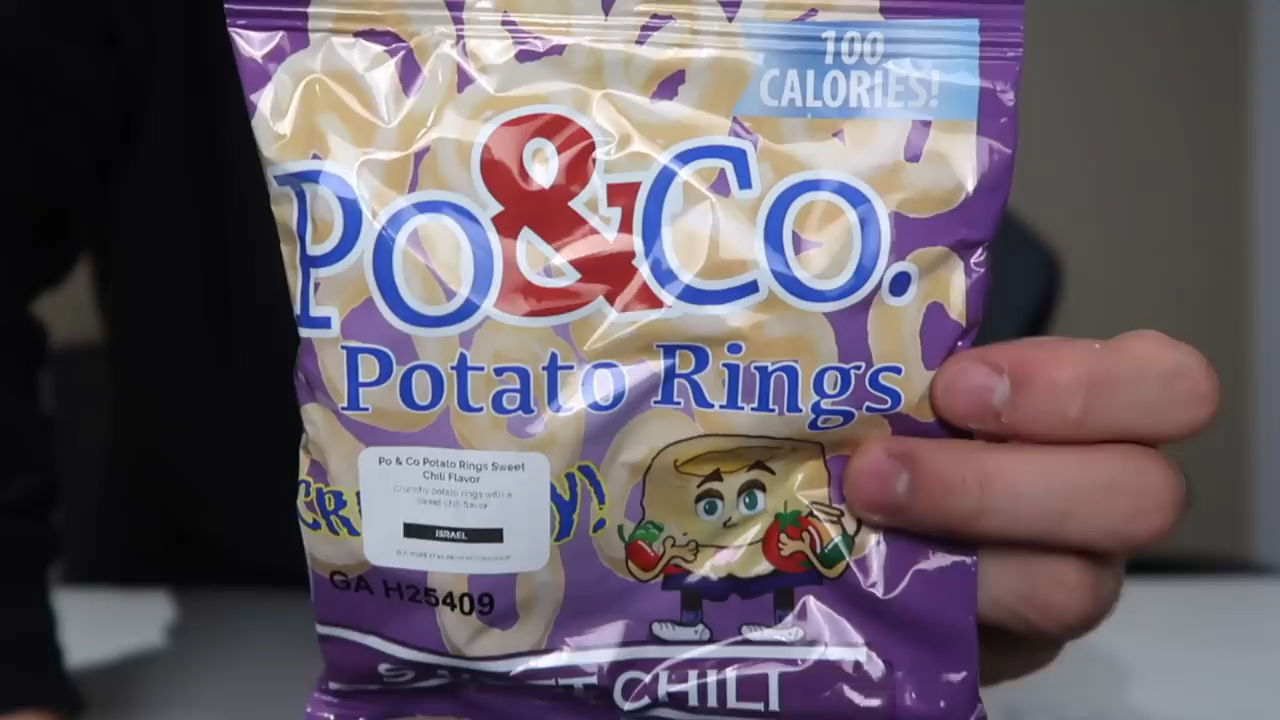 100
CALORIES!
Po&Co.
Potato Rings
Po & Co Potato Rings Sweet
Chili Flavor
Crunchy potato rings with a
sweet chili flavor
ISRAEL
GA H25409
CHILI